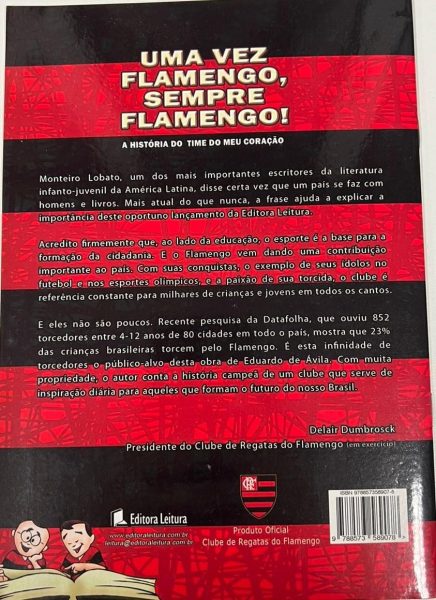 UMA VEZ
FLAMENGO,
SEMPRE
FLAMENGO!
A HISTÓRIA DO TIME DO MEU CORAÇÃO
Monteiro Lobato, um dos mais importantes escritores da literatura
infanto-juvenil da América Latina, disse certa vez que um país se faz com
homens e livros. Mais atual do que nunca, a frase ajuda a explicar a
importância deste oportuno lançamento da Editora Leitura.
Acredito firmemente que, ao lado da educação, o esporte é a base para a
formação da cidadania. E o Flamengo vem dando uma contribuição
importante ao país. Com suas conquistas, o exemplo de seus ídolos no
futebol e nos esportes olímpicos, e a paixão de sua torcida, o clube é
referência constante para milhares de crianças e jovens em todos os cantos.
E eles não são poucos. Recente pesquisa da Datafolha, que ouviu 852
torcedores entre 4-12 anos de 80 cidades em todo o país, mostra que 23%
das crianças brasileiras torcem pelo Flamengo. É esta infinidade de
torcedores o público-alvo desta obra de Eduardo de Ávila. Com muita
propriedade, o autor conta a história campeã de um clube que serve de
inspiração diária para aqueles que formam o futuro do nosso Brasil.
Delair Dumbrosck
Presidente do Clube de Regatas do Flamengo (em exercício)
Editora Leitura
www.editoraleitura.com.br
leitura@editoraleitura.com.br
Produto Oficial
Clube de Regatas do Flamengo
ISBN 978857358907-8
9 788573 589078 >